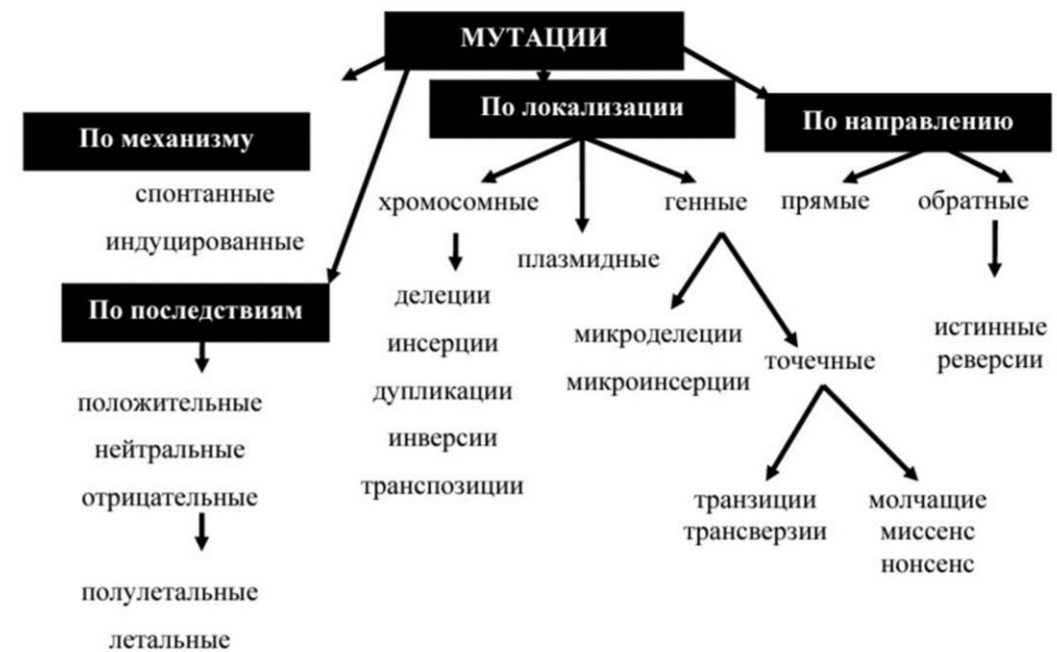 МУТАЦИИ
По механизму
спонтанные
индуцированные
По последствиям
положительные
нейтральные
отрицательные
полулетальные
летальные
По локализации
хромосомные
делеции
инсерции
дупликации
инверсии
транспозиции
плазмидные
генные
микроделеции
микроинсерции
точечные
транзиции
трансверзии
молчащие
миссенс
нонсенс
По направлению
прямые
обратные
истинные
реверсии